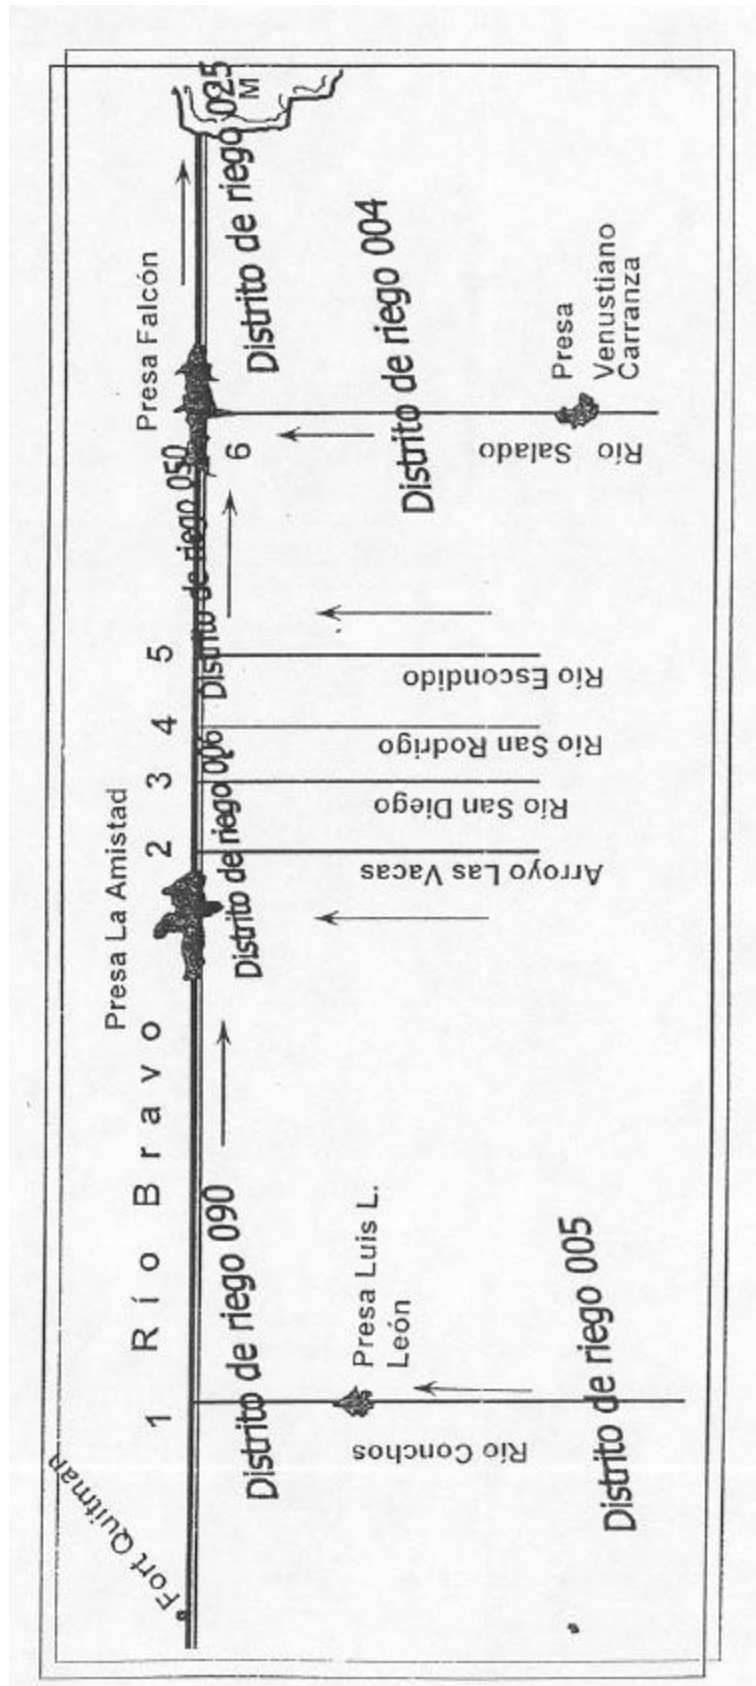 Fort Quitman
1
Río Bravo
Presa La Amistad
2
3
4
5
Presa Falcón
6
Distrito de riego 090
Distrito de riego 006
Distrito de riego 050
Distrito de riego 025
M
Presa Luis L.
León
Río Conchos
Distrito de riego 005
Arroyo Las Vacas
Río San Diego
Río San Rodrigo
Río Escondido
Distrito de riego 004
Río Salado
Presa
Venustiano
Carranza